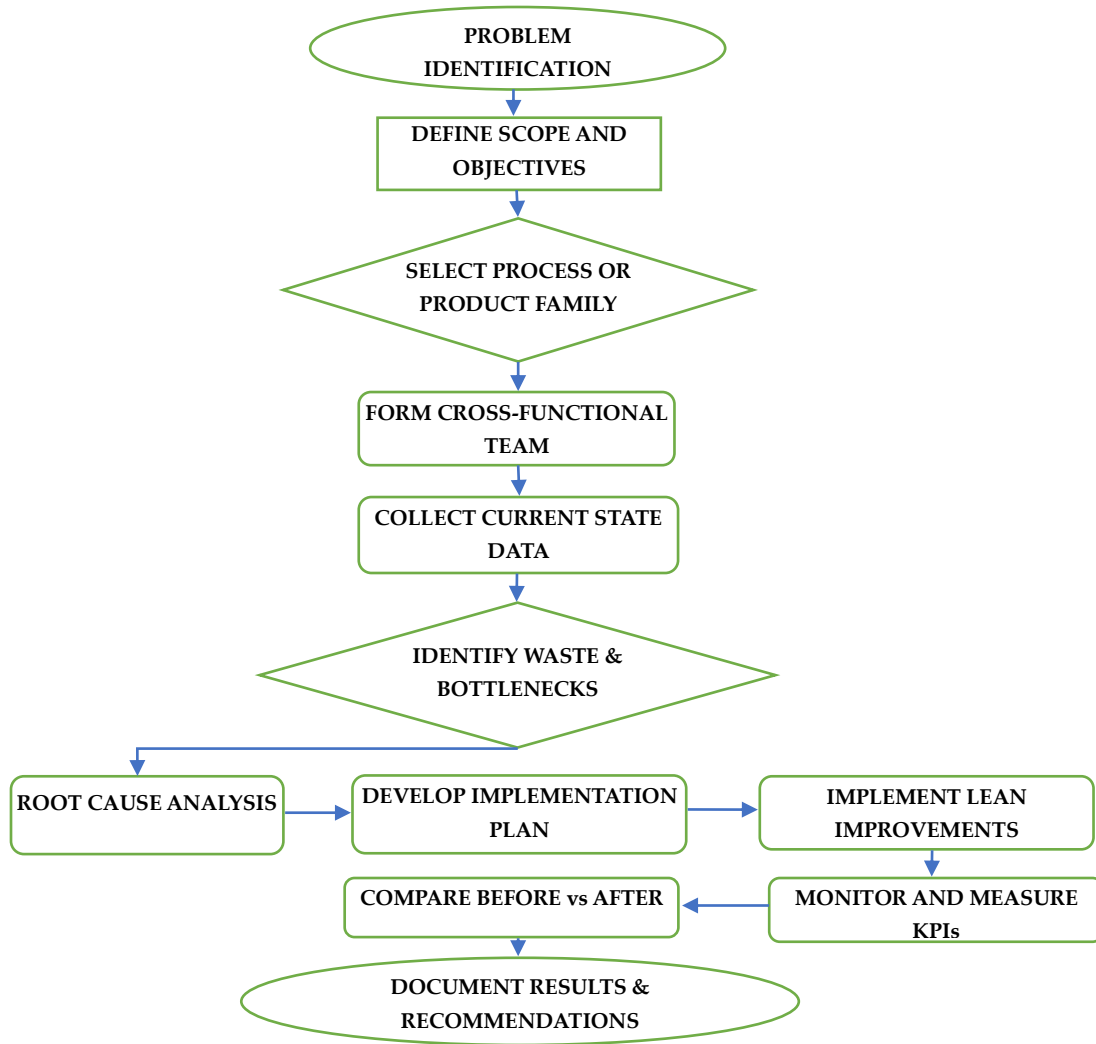 PROBLEM
IDENTIFICATION
DEFINE SCOPE AND
OBJECTIVES
SELECT PROCESS OR
PRODUCT FAMILY
FORM CROSS-FUNCTIONAL
TEAM
COLLECT CURRENT STATE
DATA
IDENTIFY WASTE &
BOTTLENECKS
ROOT CAUSE ANALYSIS
DEVELOP IMPLEMENTATION
PLAN
IMPLEMENT LEAN
IMPROVEMENTS
MONITOR AND MEASURE
KPIs
COMPARE BEFORE vs AFTER
DOCUMENT RESULTS &
RECOMMENDATIONS